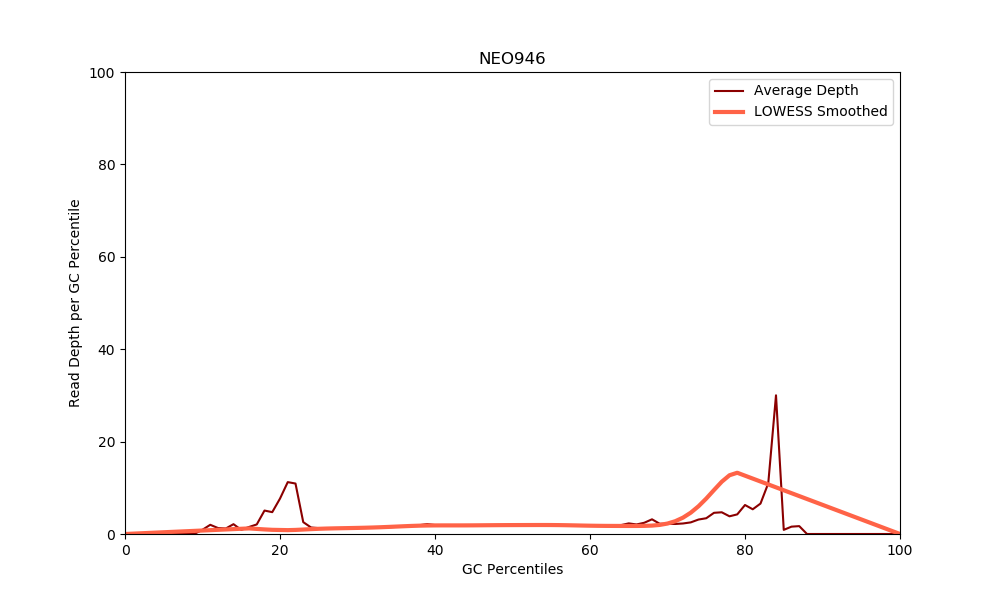 NEO946
Average Depth
LOWESS Smoothed
Read Depth per GC Percentile
100
80
60
40
20
0
0 20 40 60 80 100
GC Percentiles